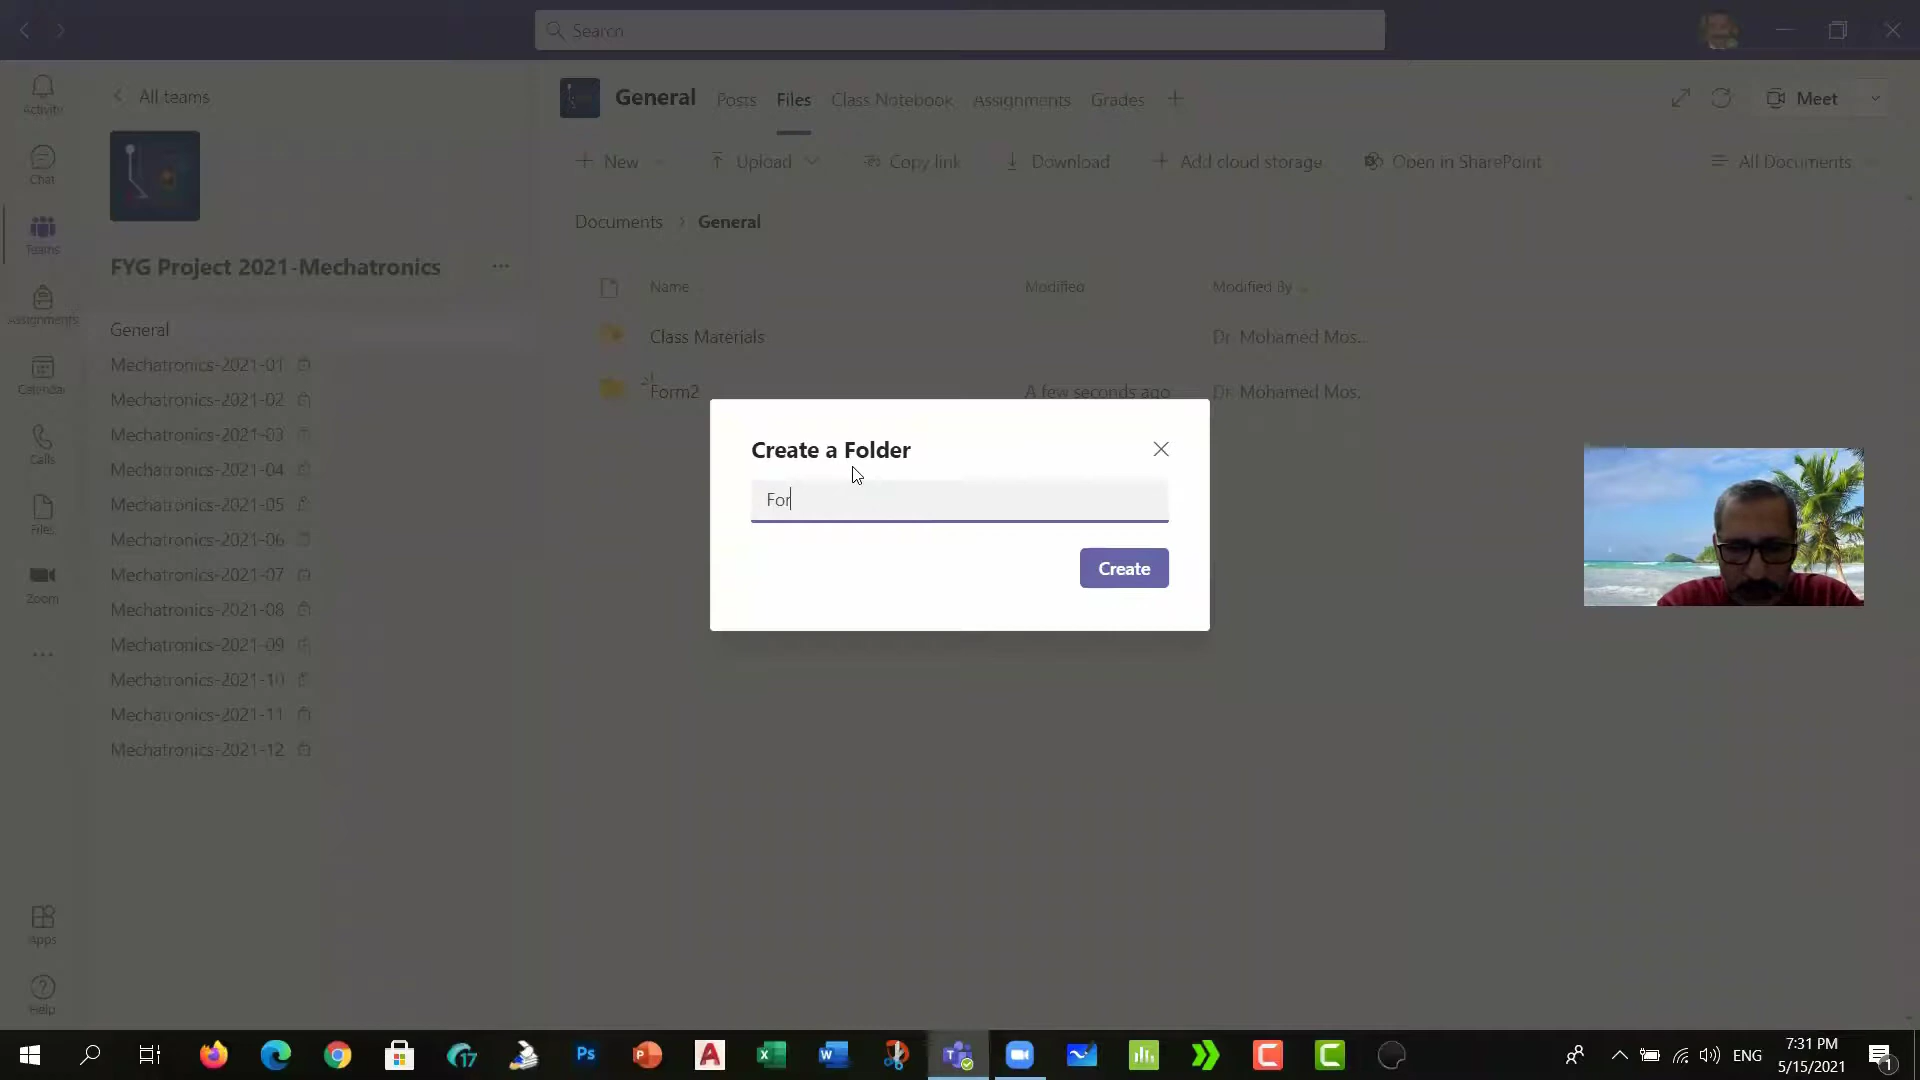 Search
Activity
Chat
Teams
Assignments
Calendar
Calls
Files
Zoom
Apps
Help
All teams
FYG Project 2021-Mechatronics
General
Mechatronics-2021-01
Mechatronics-2021-02
Mechatronics-2021-03
Mechatronics-2021-04
Mechatronics-2021-05
Mechatronics-2021-06
Mechatronics-2021-07
Mechatronics-2021-08
Mechatronics-2021-09
Mechatronics-2021-10
Mechatronics-2021-11
Mechatronics-2021-12
General Posts Files Class Notebook Assignments Grades
Meet
New Upload Copy link Download Add cloud storage Open in SharePoint All Documents
Documents > General
Name Modified Modified By
Class Materials Dr. Mohamed Mos...
Form2 A few seconds ago Dr. Mohamed Mos...
Create a Folder
For
Create
17
Ps
ENG
7:31 PM
5/15/2021
1